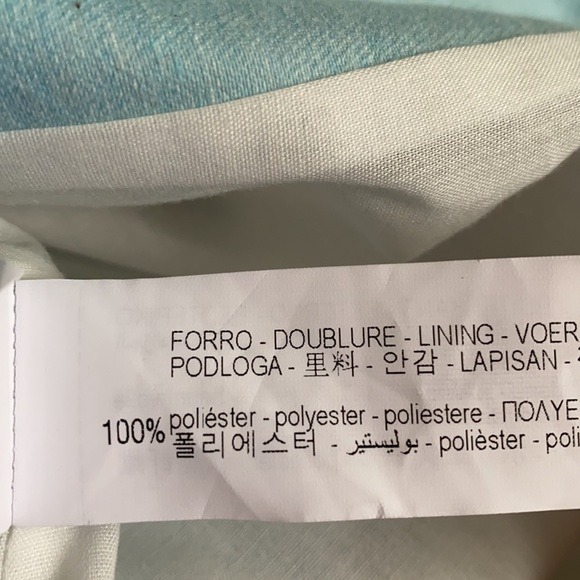 FORRO - DOUBLURE - LINING - VOER
PODLOGA - 里料 - 안감 - LAPISAN -
100% poliéster - polyester - poliestere - ΠΟΛΥΕ
폴리에스터 - بوليستير - polièster - poli